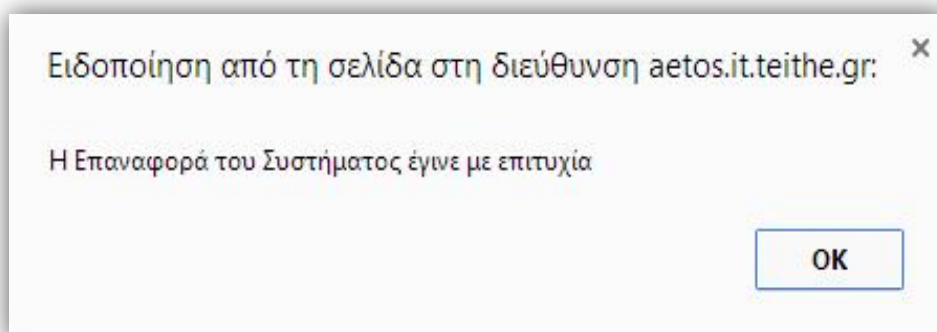 Ειδοποίηση από τη σελίδα στη διεύθυνση aetos.it.teithe.gr:
Η Επαναφορά του Συστήματος έγινε με επιτυχία
OK